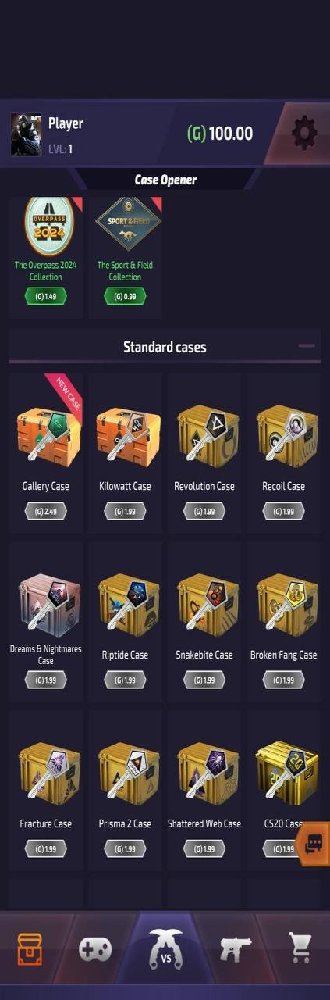 Player
LVL: 1
(G) 100.00
Case Opener
OVERPASS
2024
SPORT & FIELD
The Overpass 2024
Collection
The Sport & Field
Collection
(G) 1.49
(G) 0.99
Standard cases
NEW CASE
Gallery Case
Kilowatt Case
Revolution Case
Recoil Case
(G) 2.49
(G) 1.99
(G) 1.99
(G) 1.99
Dreams & Nightmares
Case
Riptide Case
Snakebite Case
Broken Fang Case
(G) 1.99
(G) 1.99
(G) 1.99
(G) 1.99
Fracture Case
Prisma 2 Case
Shattered Web Case
CS20 Case
(G) 1.99
(G) 1.99
(G) 1.99
(G) 1.99
VS